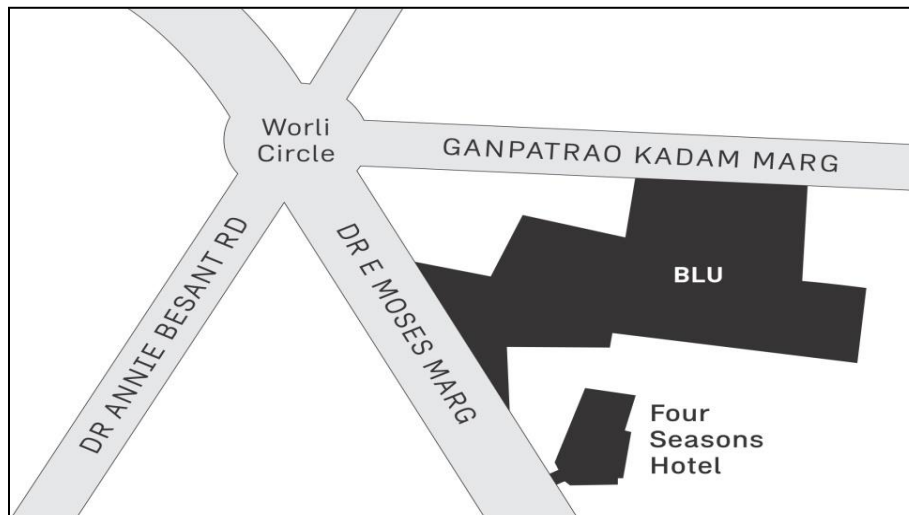 Worli
Circle
GANPATRAO KADAM MARG
DR ANNIE BESANT RD
DR E MOSES MARG
BLU
Four
Seasons
Hotel